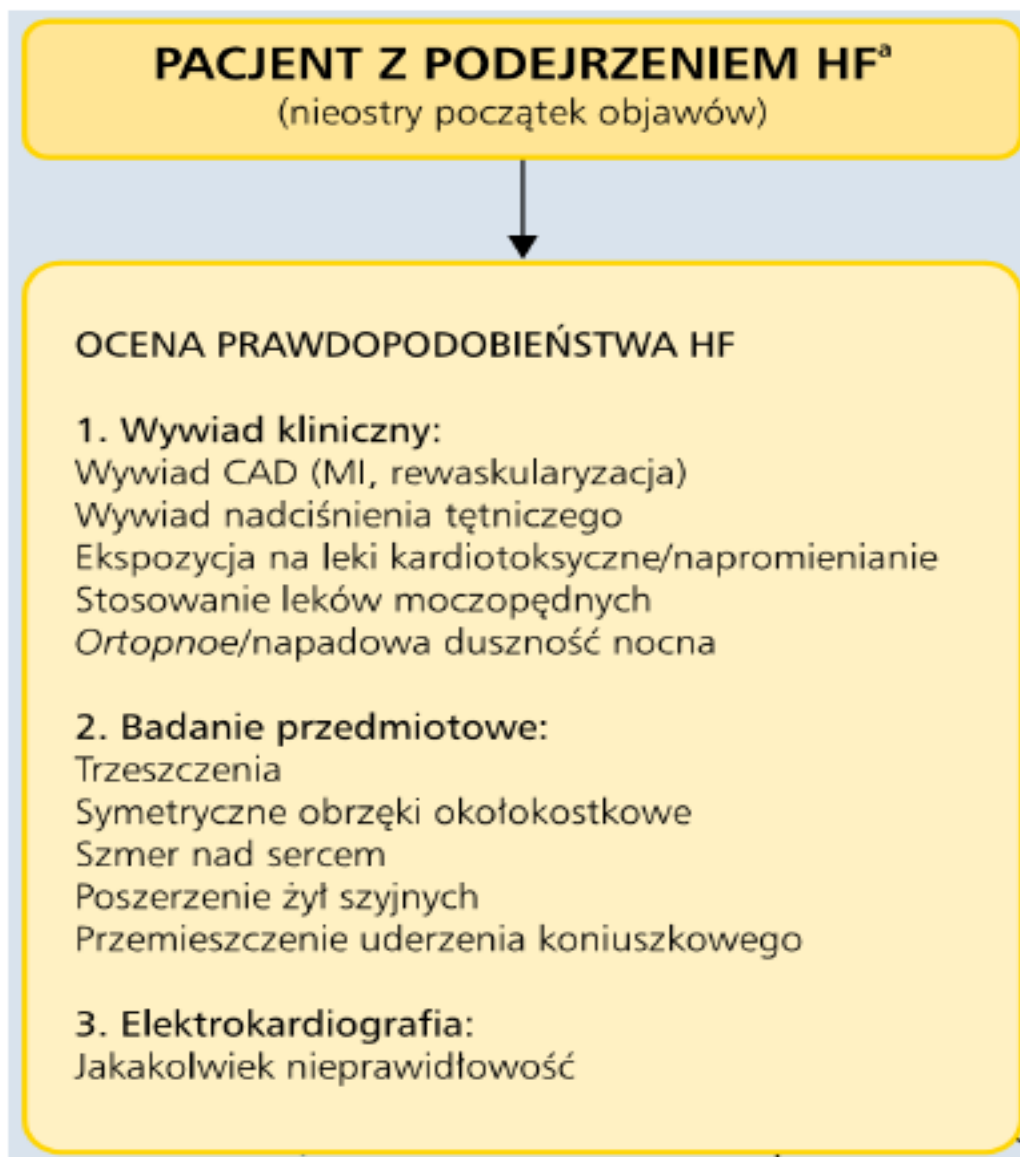 PACJENT Z PODEJRZENIEM HFª
(nieostry początek objawów)
OCENA PRAWDOPODOBIEŃSTWA HF
1. Wywiad kliniczny:
Wywiad CAD (MI, rewaskularyzacja)
Wywiad nadciśnienia tętniczego
Ekspozycja na leki kardiotoksyczne/napromienianie
Stosowanie leków moczopędnych
Ortopnoe/napadowa duszność nocna
2. Badanie przedmiotowe:
Trzeszczenia
Symetryczne obrzęki okołokostkowe
Szmer nad sercem
Poszerzenie żył szyjnych
Przemieszczenie uderzenia koniuszkowego
3. Elektrokardiografia:
Jakakolwiek nieprawidłowość